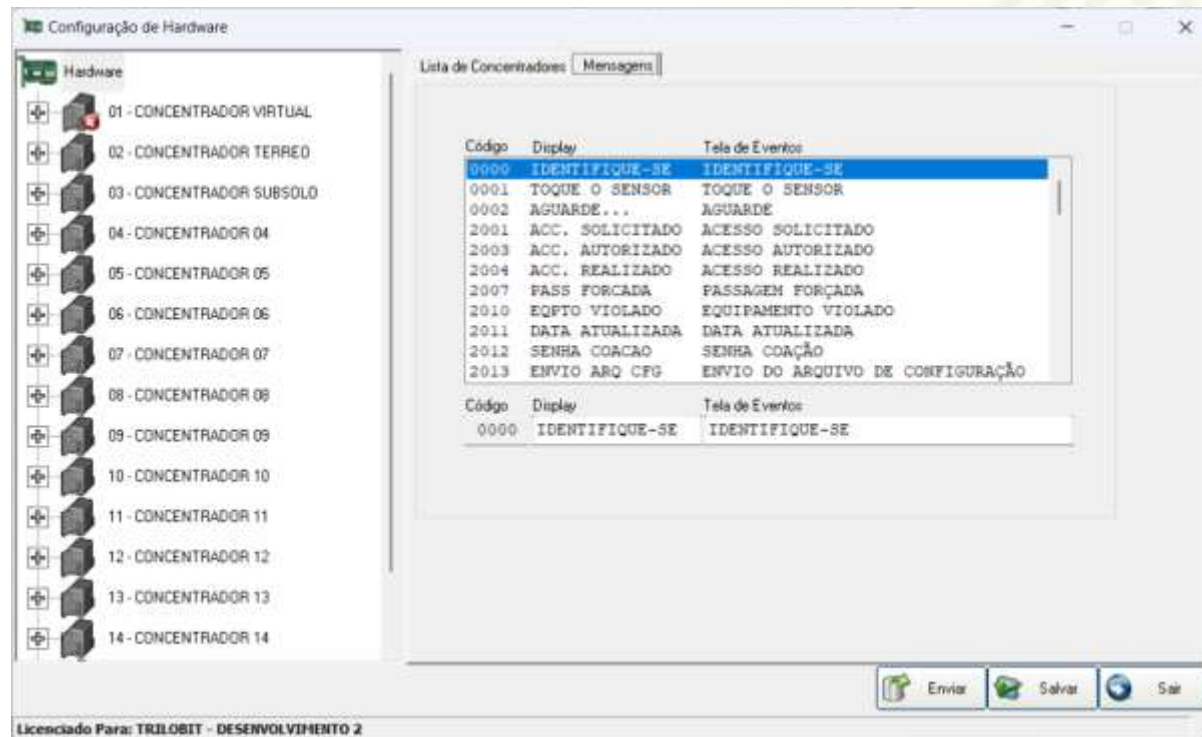 Configuração de Hardware
Hardware
01 - CONCENTRADOR VIRTUAL
02 - CONCENTRADOR TERREO
03 - CONCENTRADOR SUBSOLO
04 - CONCENTRADOR 04
05 - CONCENTRADOR 05
06 - CONCENTRADOR 06
07 - CONCENTRADOR 07
08 - CONCENTRADOR 08
09 - CONCENTRADOR 09
10 - CONCENTRADOR 10
11 - CONCENTRADOR 11
12 - CONCENTRADOR 12
13 - CONCENTRADOR 13
14 - CONCENTRADOR 14
Lista de Concentradores Mensagens
Código Display Tela de Eventos
0000 IDENTIFIQUE-SE IDENTIFIQUE-SE
0001 TOQUE O SENSOR TOQUE O SENSOR
0002 AGUARDE... AGUARDE
2001 ACC. SOLICITADO ACESSO SOLICITADO
2003 ACC. AUTORIZADO ACESSO AUTORIZADO
2004 ACC. REALIZADO ACESSO REALIZADO
2007 PASS FORCADA PASSAGEM FORÇADA
2010 EQPTO VIOLADO EQUIPAMENTO VIOLADO
2011 DATA ATUALIZADA DATA ATUALIZADA
2012 SENHA COACAO SENHA COAÇÃO
2013 ENVIO ARQ CFG ENVIO DO ARQUIVO DE CONFIGURAÇÃO
Código Display Tela de Eventos
0000 IDENTIFIQUE-SE IDENTIFIQUE-SE
Enviar Salvar Sair
Licenciado Para: TRILOBIT - DESENVOLVIMENTO 2